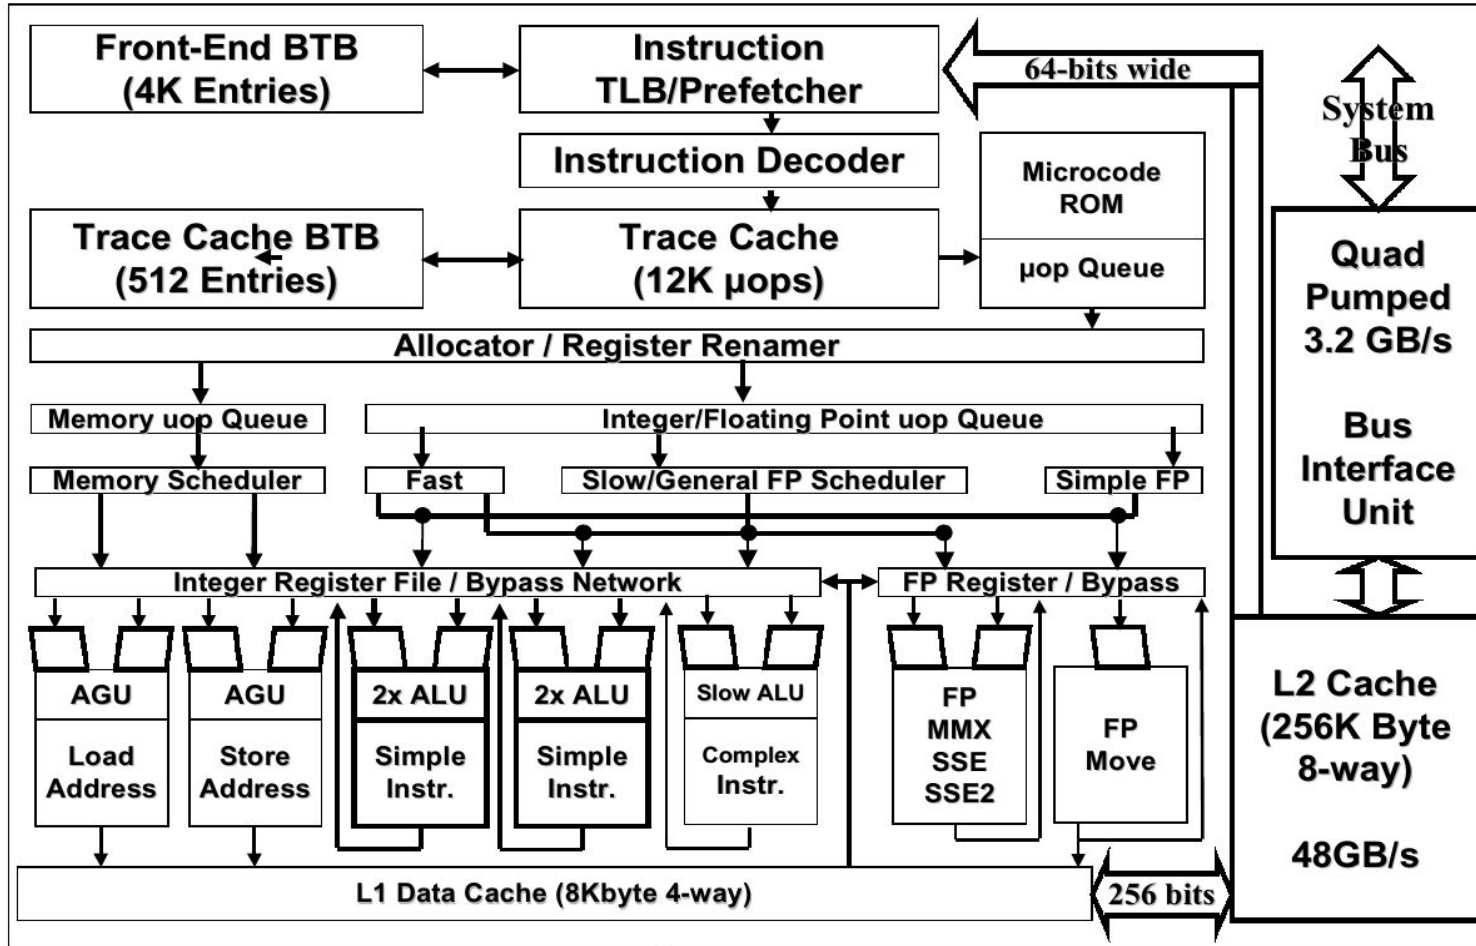 Front-End BTB
(4K Entries)
Instruction
TLB/Prefetcher
64-bits wide
System
Bus
Instruction Decoder
Microcode
ROM
Trace Cache BTB
(512 Entries)
Trace Cache
(12K µops)
µop Queue
Quad
Pumped
3.2 GB/s
Bus
Interface
Unit
Allocator / Register Renamer
Memory uop Queue
Integer/Floating Point uop Queue
Memory Scheduler
Fast
Slow/General FP Scheduler
Simple FP
Integer Register File / Bypass Network
FP Register / Bypass
AGU
Load
Address
AGU
Store
Address
2x ALU
Simple
Instr.
2x ALU
Simple
Instr.
Slow ALU
Complex
Instr.
FP
MMX
SSE
SSE2
FP
Move
L2 Cache
(256K Byte
8-way)
48GB/s
L1 Data Cache (8Kbyte 4-way)
256 bits